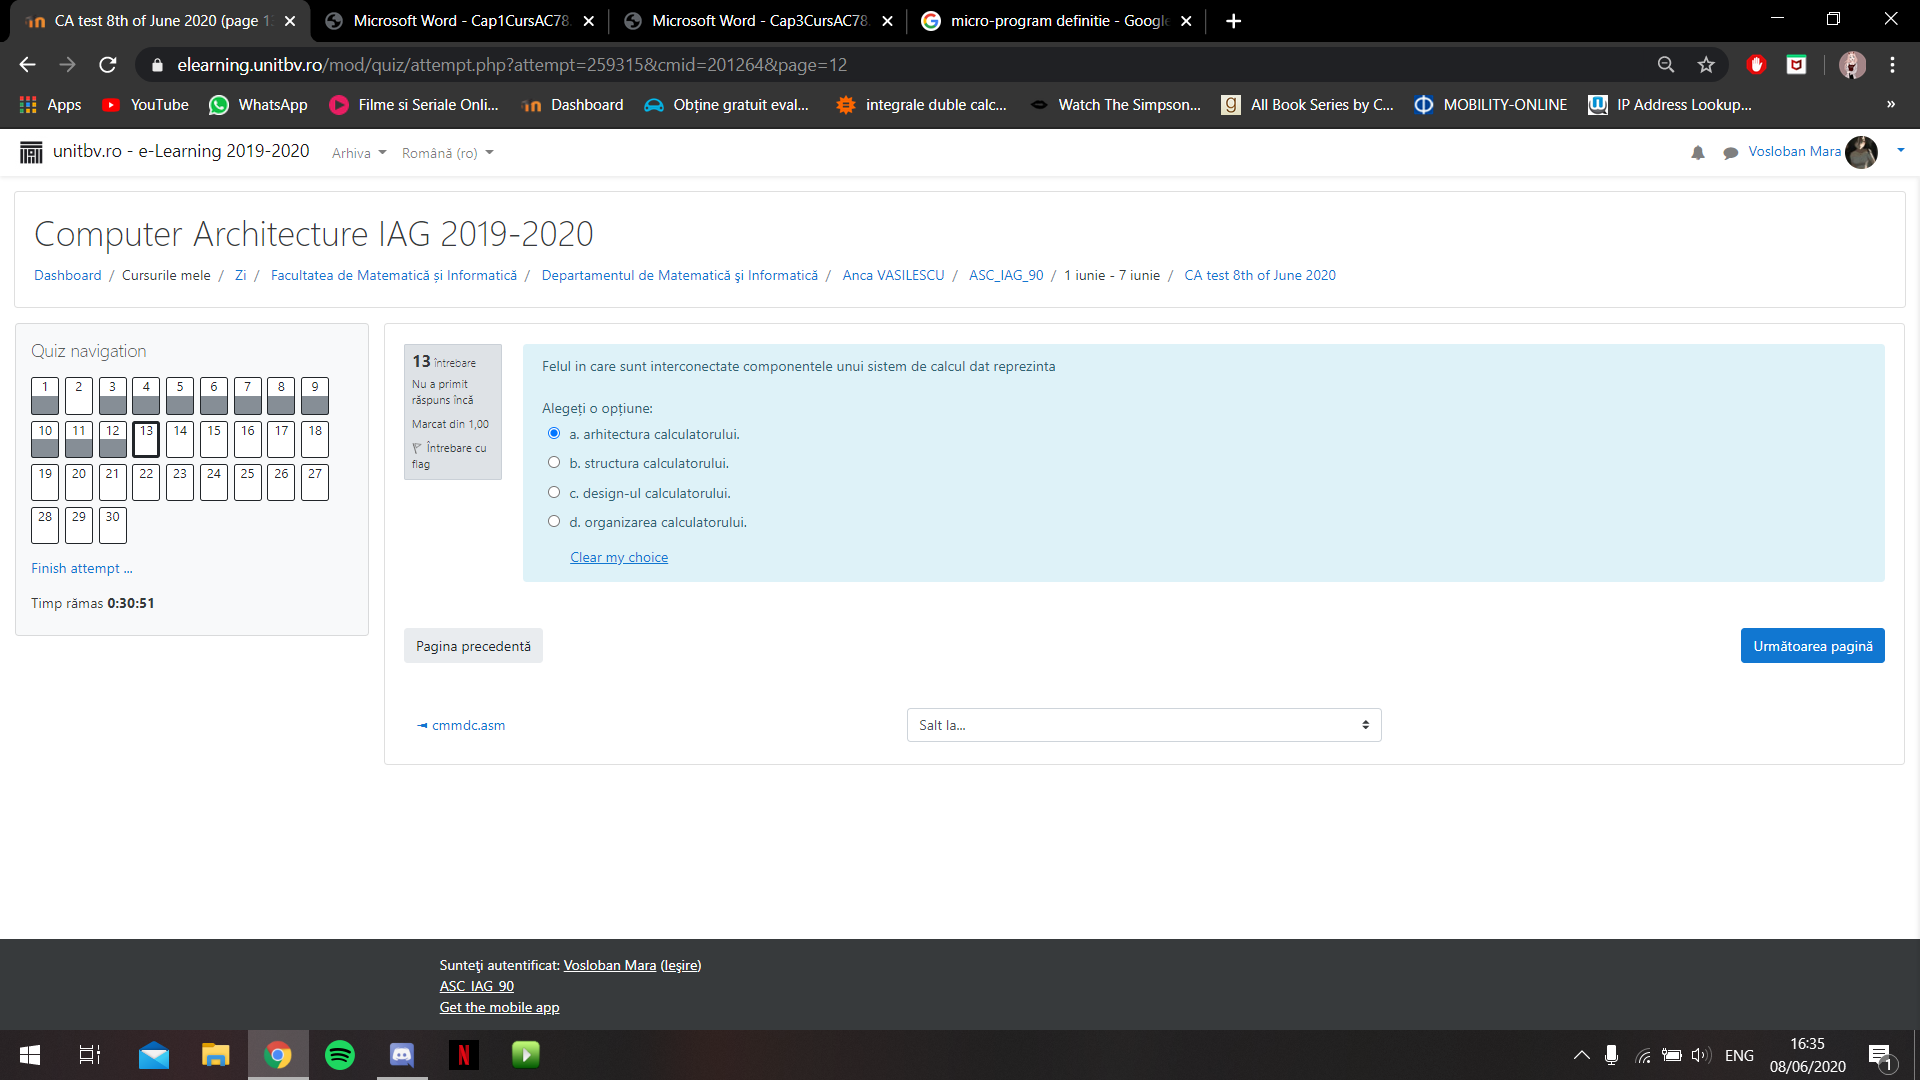 CA test 8th of June 2020 (page 1
Microsoft Word - Cap1CursAC78.
Microsoft Word - Cap3CursAC78.
micro-program definitie - Google
elearning.unitbv.ro/mod/quiz/attempt.php?attempt=259315&cmid=201264&page=12
Apps YouTube WhatsApp Filme si Seriale Onli... Dashboard Obține gratuit eval... integrale duble calc... Watch The Simpson... All Book Series by C... MOBILITY-ONLINE IP Address Lookup... »
unitbv.ro - e-Learning 2019-2020 Arhiva Română (ro) Vosloban Mara
Computer Architecture IAG 2019-2020
Dashboard / Cursurile mele / Zi / Facultatea de Matematică și Informatică / Departamentul de Matematică şi Informatică / Anca VASILESCU / ASC_IAG_90 / 1 iunie - 7 iunie / CA test 8th of June 2020
Quiz navigation
1 2 3 4 5 6 7 8 9
10 11 12 13 14 15 16 17 18
19 20 21 22 23 24 25 26 27
28 29 30
Finish attempt ...
Timp rămas 0:30:51
13 întrebare
Nu a primit
răspuns încă
Marcat din 1,00
Întrebare cu
flag
Felul in care sunt interconectate componentele unui sistem de calcul dat reprezinta
Alegeți o opțiune:
a. arhitectura calculatorului.
b. structura calculatorului.
c. design-ul calculatorului.
d. organizarea calculatorului.
Clear my choice
Pagina precedentă
Următoarea pagină
◄ cmmdc.asm
Salt la...
Sunteţi autentificat: Vosloban Mara (Ieşire)
ASC_IAG_90
Get the mobile app
ENG
16:35
08/06/2020
1